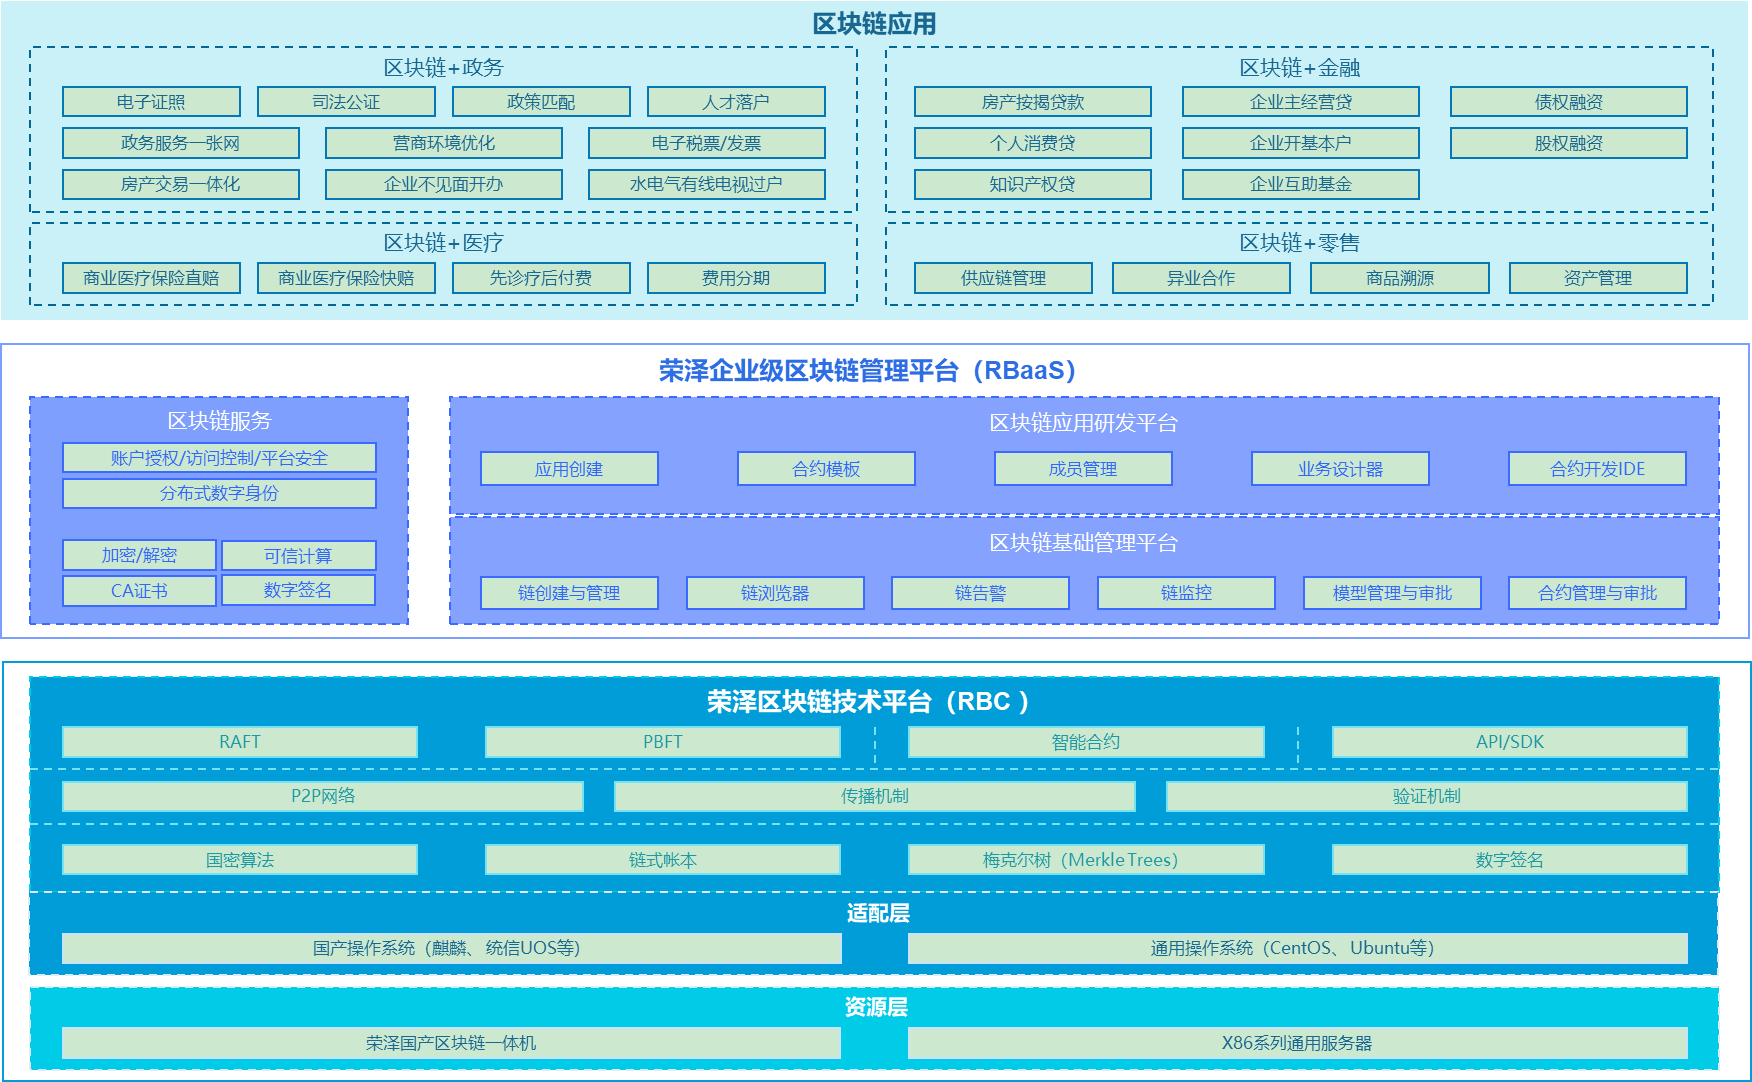 区块链应用
区块链+政务
电子证照
司法公证
政策匹配
人才落户
政务服务一张网
营商环境优化
电子税票/发票
房产交易一体化
企业不见面开办
水电气有线电视过户
区块链+金融
房产按揭贷款
企业主经营贷
债权融资
个人消费贷
企业开基本户
股权融资
知识产权贷
企业互助基金
区块链+医疗
商业医疗保险直赔
商业医疗保险快赔
先诊疗后付费
费用分期
区块链+零售
供应链管理
异业合作
商品溯源
资产管理
荣泽企业级区块链管理平台（RBaaS）
区块链服务
账户授权/访问控制/平台安全
分布式数字身份
加密/解密
可信计算
CA证书
数字签名
区块链应用研发平台
应用创建
合约模板
成员管理
业务设计器
合约开发IDE
区块链基础管理平台
链创建与管理
链浏览器
链告警
链监控
模型管理与审批
合约管理与审批
荣泽区块链技术平台（RBC ）
RAFT
PBFT
智能合约
API/SDK
P2P网络
传播机制
验证机制
国密算法
链式帐本
梅克尔树（Merkle Trees）
数字签名
适配层
国产操作系统（麒麟、统信UOS等）
通用操作系统（CentOS、Ubuntu等）
资源层
荣泽国产区块链一体机
X86系列通用服务器